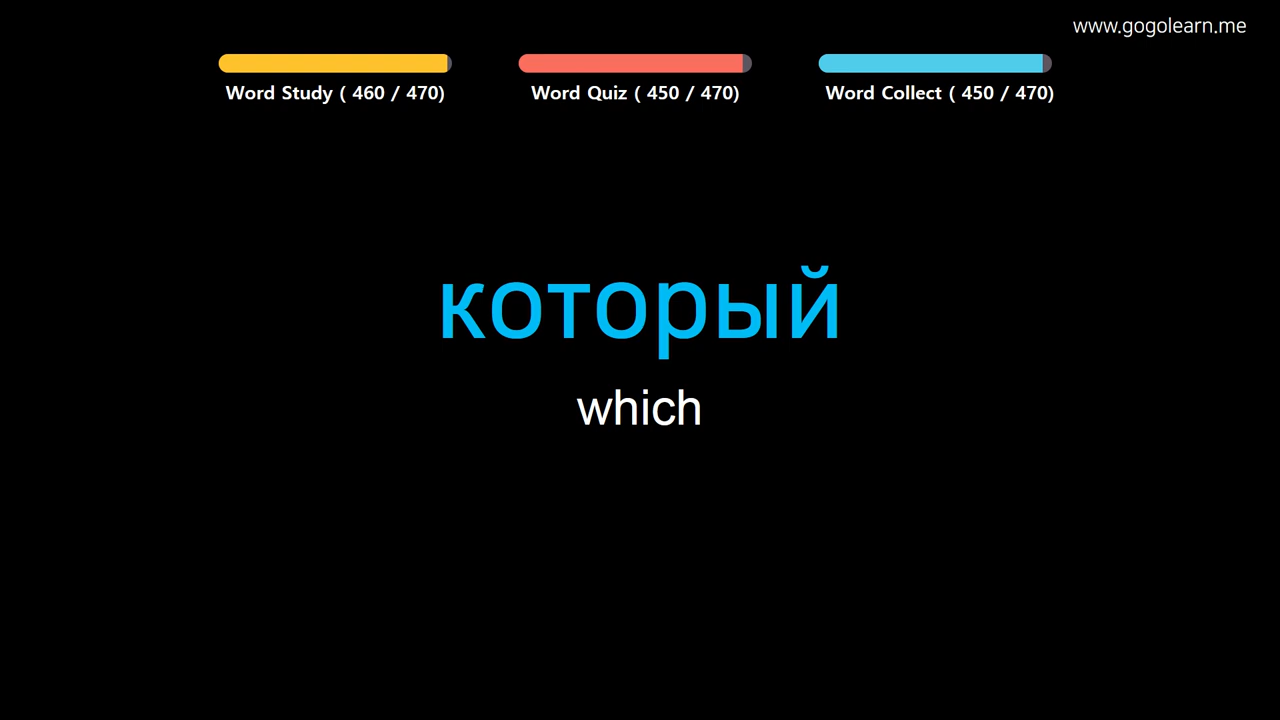 www.gogolearn.me
Word Study ( 460 / 470)
Word Quiz ( 450 / 470)
Word Collect ( 450 / 470)
который
which